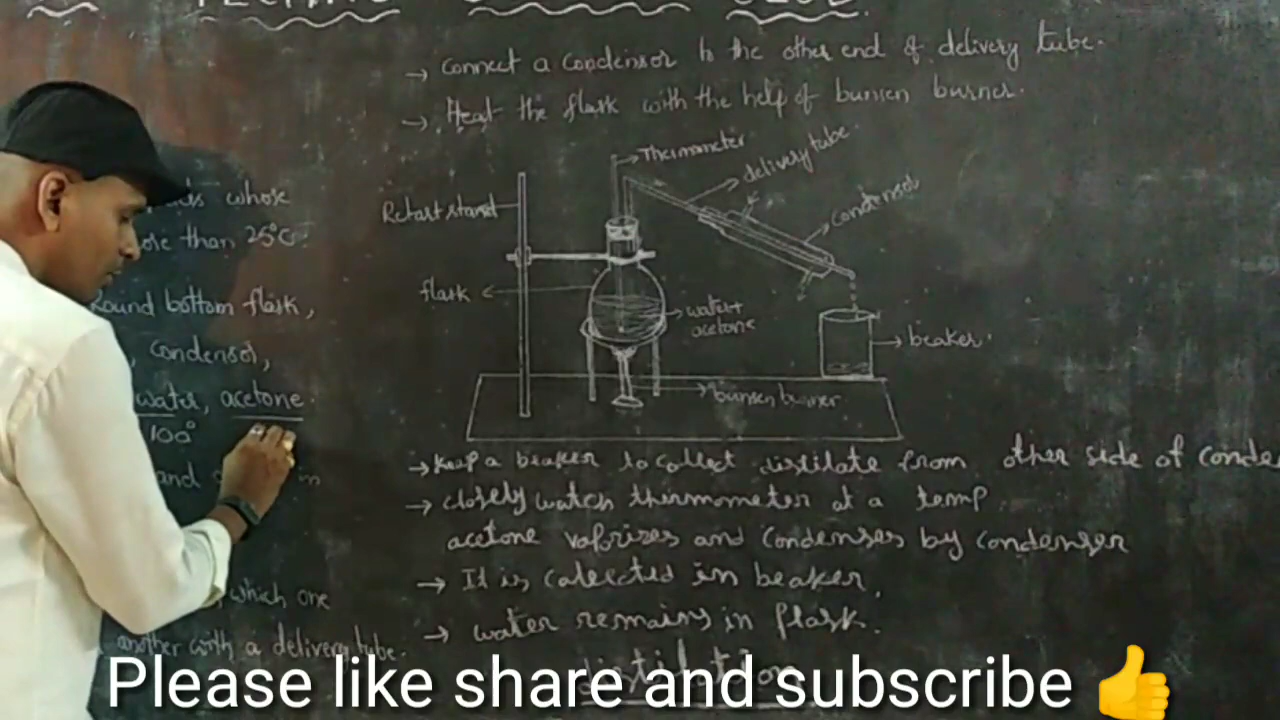 → Connect a condensor to the other end of delivery tube.
→ Heat the flask with the help of bunsen burner.
Thermometer
delivery tube
condensor
Retart stand
flask
water+
acetone
beaker
bunsen burner
whose
than 25°C.
Round bottom flask,
condensor,
water, acetone.
100°
and
which one
another with a delivery tube.
→ Keep a beaker to collect distilate from other side of conde
→ closely watch thermometer at a temp
acetone vaporizes and condenses by condenser
→ It is colected in beaker,
→ water remains in flask.
distilation
Please like share and subscribe 👍